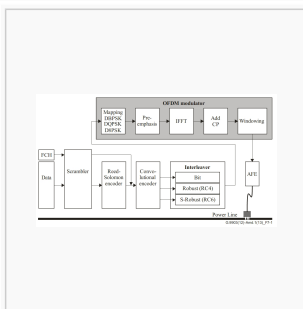 OFDM modulator
Mapping
DBPSK
DQPSK
D8PSK
Pre-
emphasis
IFFT
Add
CP
Windowing
FCH
Data
Scrambler
Reed-
Solomon
encoder
Convo-
lutional
encoder
Interleaver
Bit
Robust (RC4)
S-Robust (RC6)
AFE
Power Line